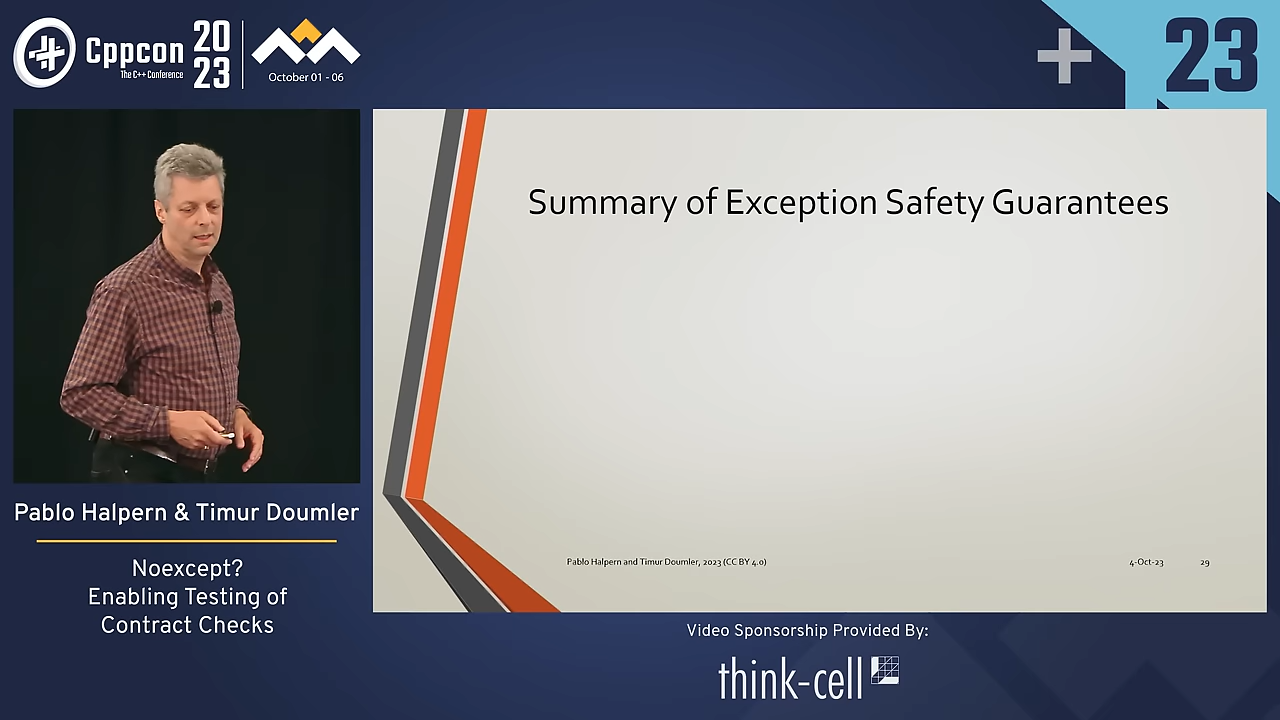 Cppcon
The C++ Conference
20
23
October 01 - 06
23
Summary of Exception Safety Guarantees
Pablo Halpern and Timur Doumler, 2023 (CC BY 4.0)
4-Oct-23
29
Pablo Halpern & Timur Doumler
Noexcept?
Enabling Testing of
Contract Checks
Video Sponsorship Provided By:
think-cell